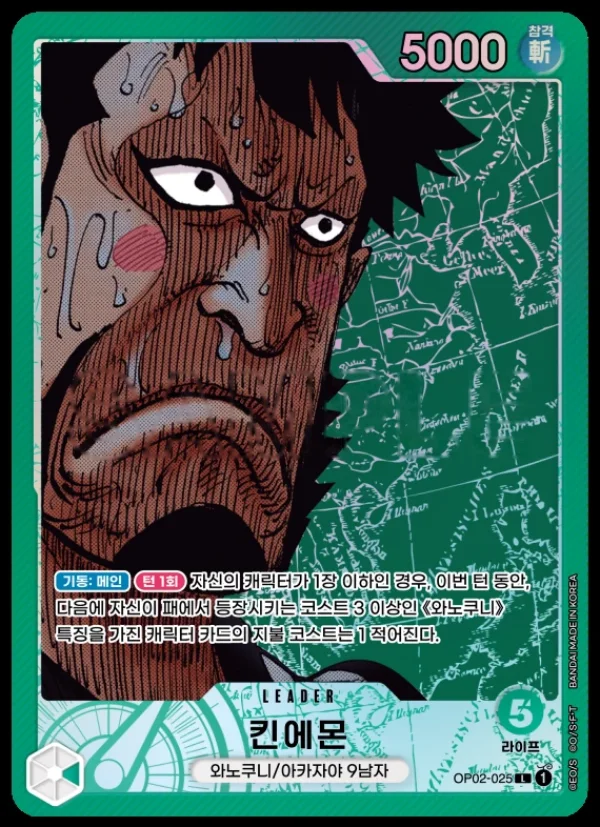 5000
참격
斬
기동: 메인 턴 1회 자신의 캐릭터가 1장 이하인 경우, 이번 턴 동안,
다음에 자신이 패에서 등장시키는 코스트 3 이상인 《와노쿠니》
특징을 가진 캐릭터 카드의 지불 코스트는 1 적어진다.
LEADER
킨에몬
와노쿠니/아카자야 9남자
5
라이프
OP02-025 L 1
©EO/S ©O/S·F·T BANDAI MADE IN KOREA